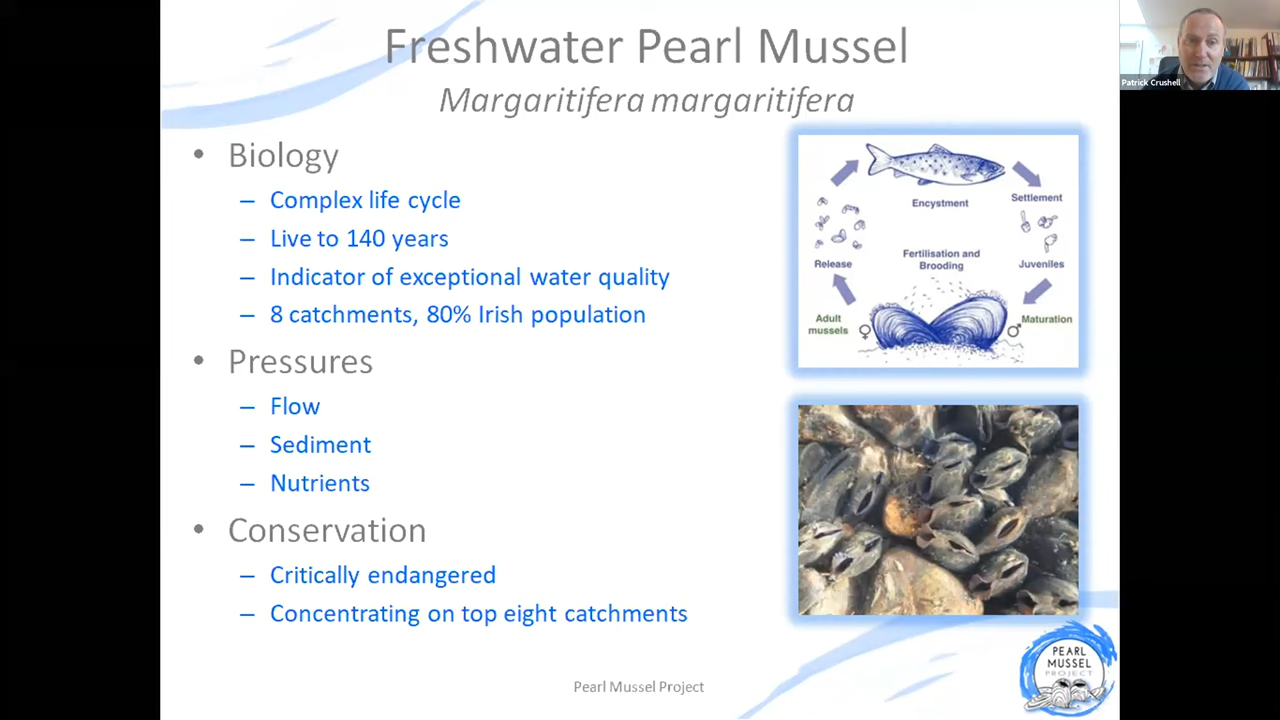 Freshwater Pearl Mussel
Margaritifera margaritifera
• Biology
– Complex life cycle
– Live to 140 years
– Indicator of exceptional water quality
– 8 catchments, 80% Irish population
• Pressures
– Flow
– Sediment
– Nutrients
• Conservation
– Critically endangered
– Concentrating on top eight catchments
Encystment
Settlement
Release
Fertilisation and
Brooding
Juveniles
Adult
mussels
♀
♂
Maturation
Pearl Mussel Project
PEARL
MUSSEL
PROJECT
Patrick Crushell